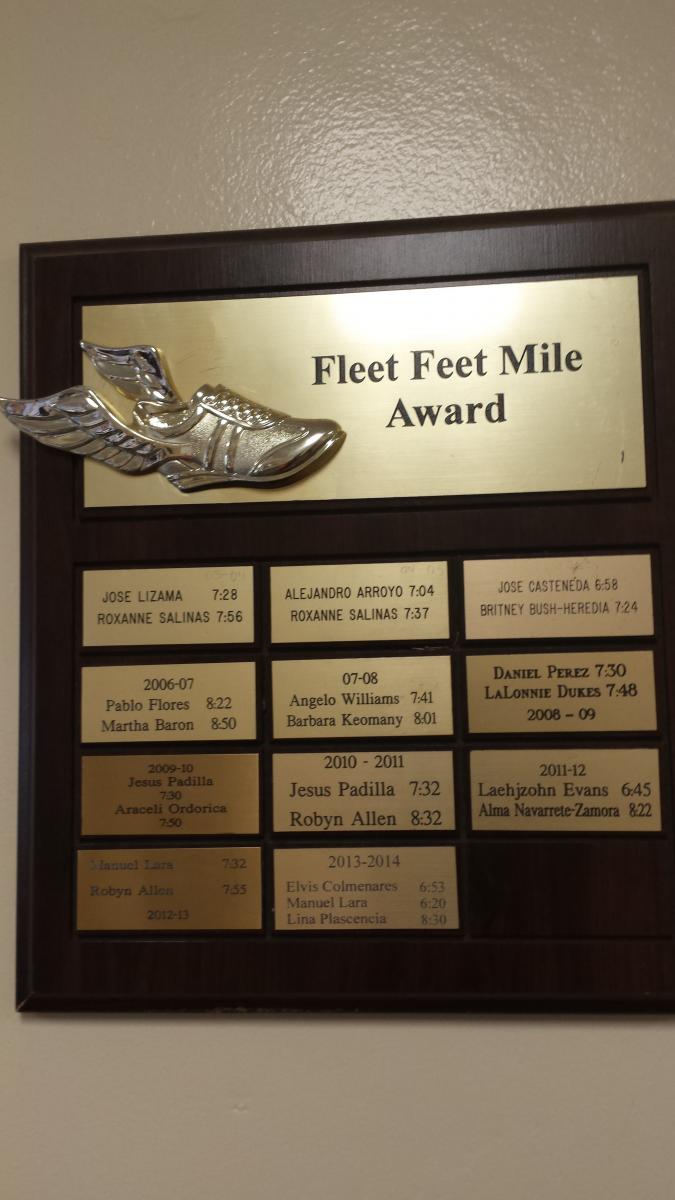 Fleet Feet Mile
Award
JOSE LIZAMA 7:28
ROXANNE SALINAS 7:56
ALEJANDRO ARROYO 7:04
ROXANNE SALINAS 7:37
JOSE CASTENEDA 6:58
BRITNEY BUSH-HEREDIA 7:24
2006-07
Pablo Flores 8:22
Martha Baron 8:50
07-08
Angelo Williams 7:41
Barbara Keomany 8:01
DANIEL PEREZ 7:30
LALONNIE DUKES 7:48
2008 - 09
2009-10
Jesus Padilla
7:30
Araceli Ordorica
7:50
2010 - 2011
Jesus Padilla 7:32
Robyn Allen 8:32
2011-12
Laehjzohn Evans 6:45
Alma Navarrete-Zamora 8:22
Manuel Lara 7:32
Robyn Allen 7:55
2012-13
2013-2014
Elvis Colmenares 6:53
Manuel Lara 6:20
Lina Plascencia 8:30